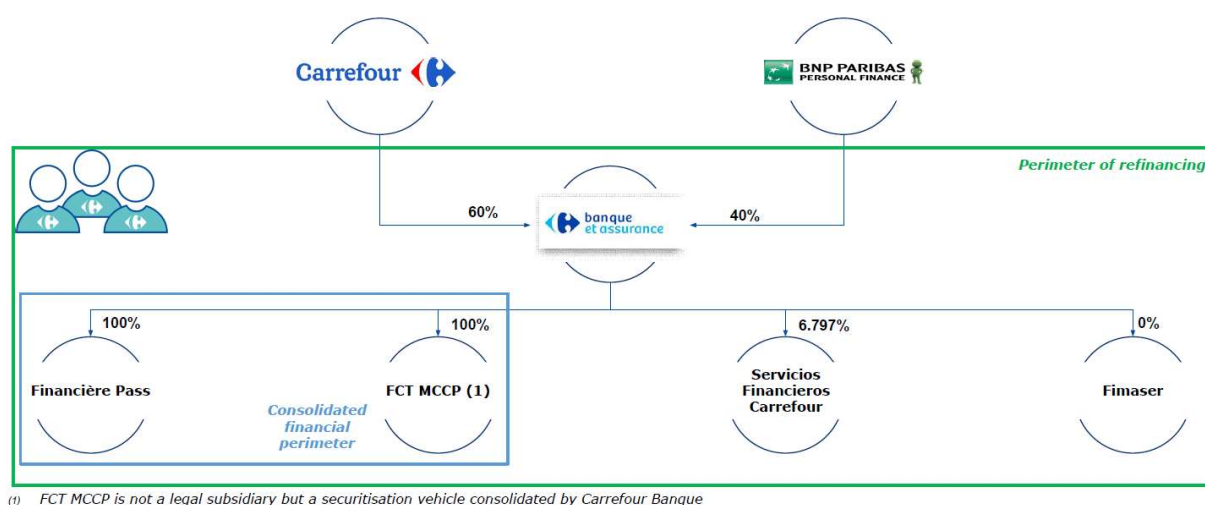 Carrefour
BNP PARIBAS
PERSONAL FINANCE
Perimeter of refinancing
60%
banque
et assurance
40%
100%
100%
6.797%
0%
Financière Pass
FCT MCCP (1)
Servicios
Financieros
Carrefour
Fimaser
Consolidated
financial
perimeter
(1) FCT MCCP is not a legal subsidiary but a securitisation vehicle consolidated by Carrefour Banque